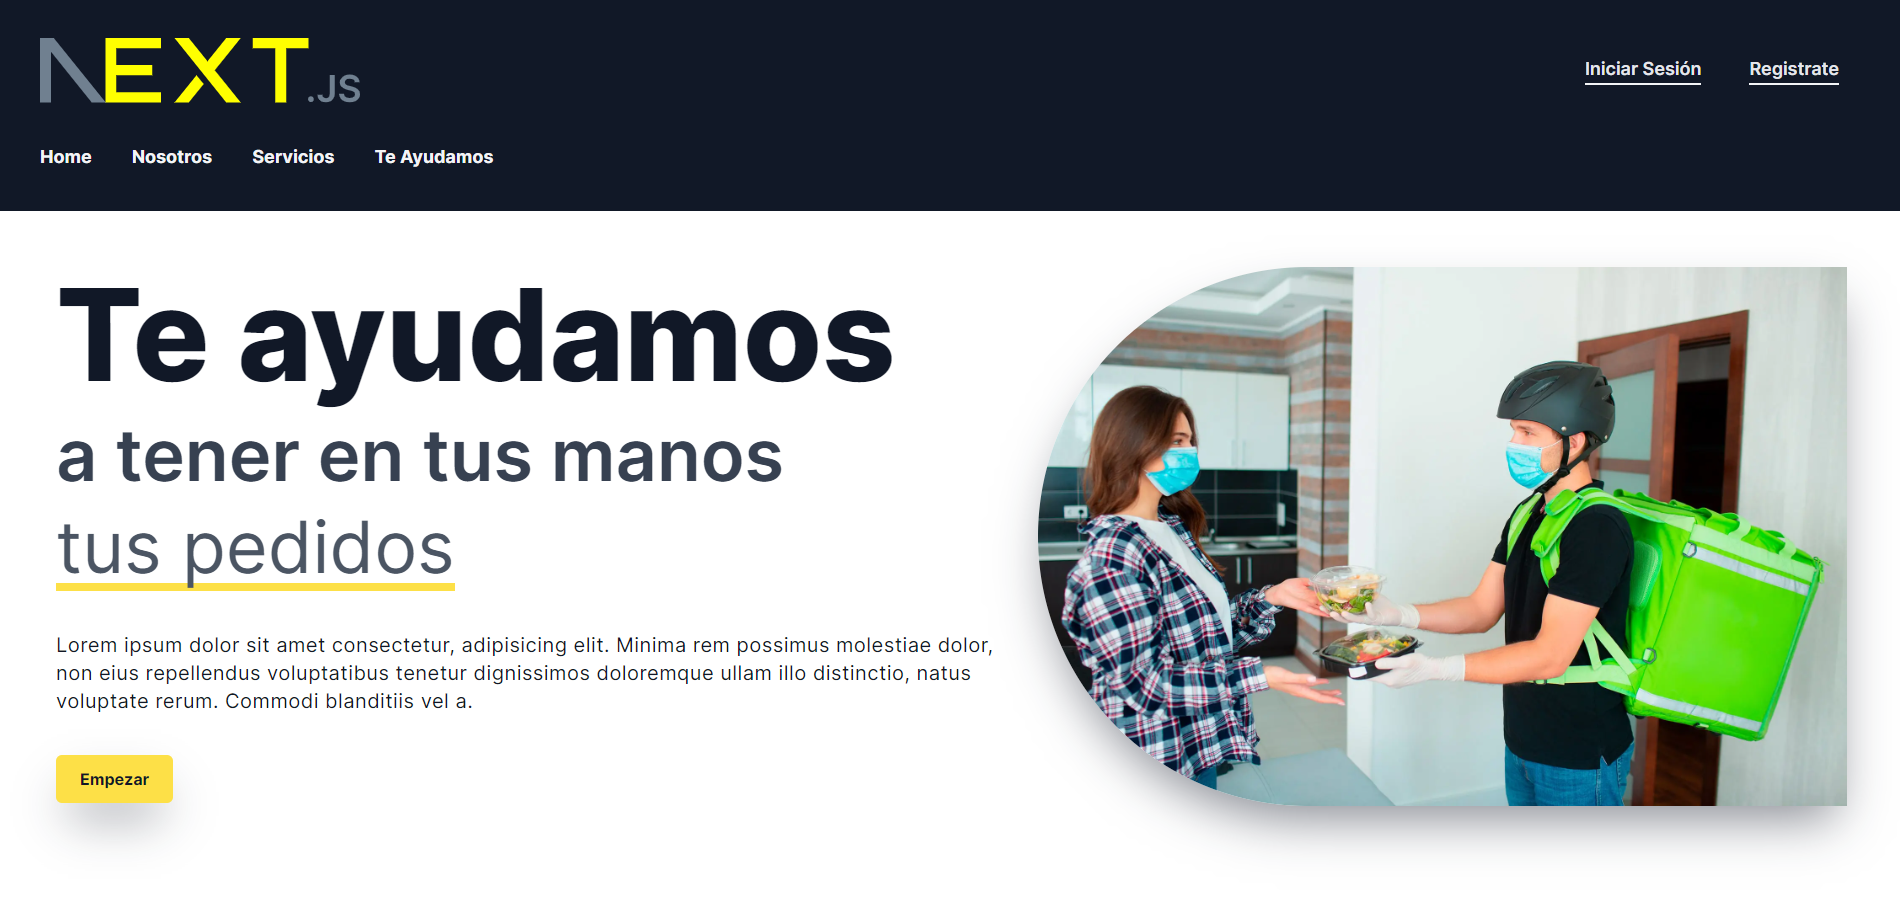 NEXT.JS
Iniciar Sesión
Registrate
Home
Nosotros
Servicios
Te Ayudamos
Te ayudamos
a tener en tus manos
tus pedidos
Lorem ipsum dolor sit amet consectetur, adipisicing elit. Minima rem possimus molestiae dolor,
non eius repellendus voluptatibus tenetur dignissimos doloremque ullam illo distinctio, natus
voluptate rerum. Commodi blanditiis vel a.
Empezar